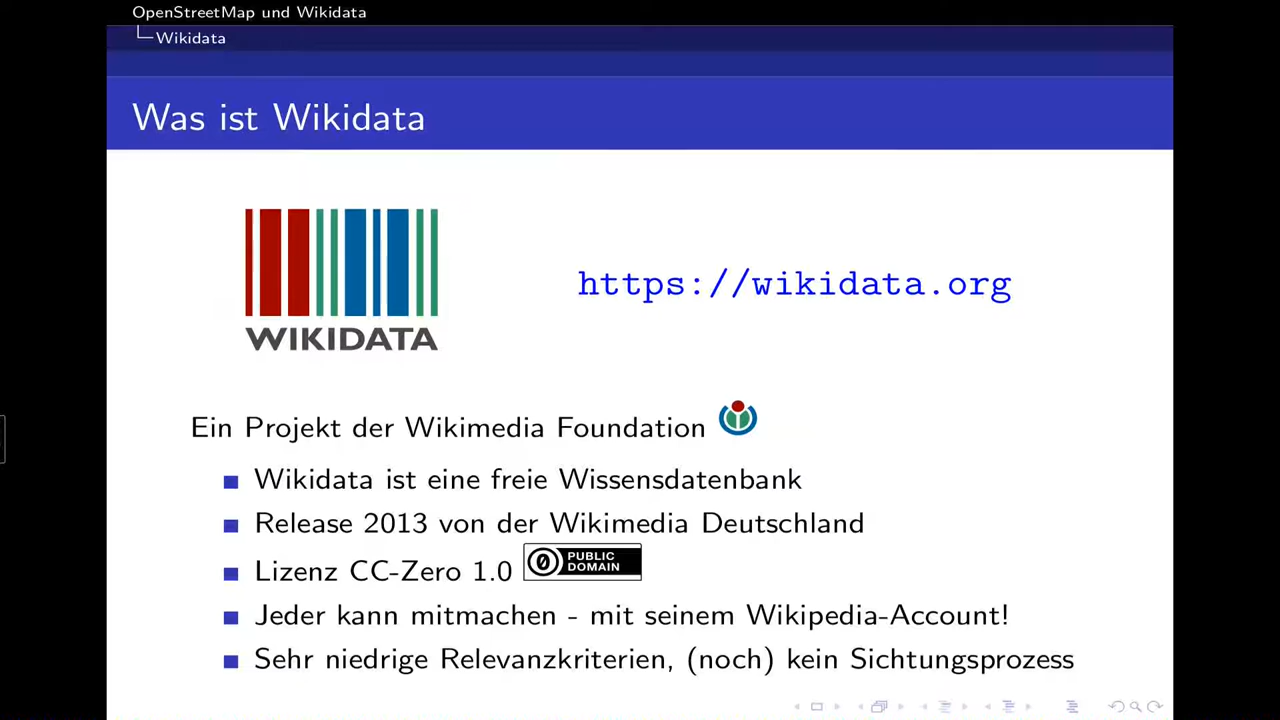 OpenStreetMap und Wikidata
Wikidata
Was ist Wikidata
WIKIDATA
https://wikidata.org
Ein Projekt der Wikimedia Foundation
Wikidata ist eine freie Wissensdatenbank
Release 2013 von der Wikimedia Deutschland
Lizenz CC-Zero 1.0
0 PUBLIC
DOMAIN
Jeder kann mitmachen - mit seinem Wikipedia-Account!
Sehr niedrige Relevanzkriterien, (noch) kein Sichtungsprozess